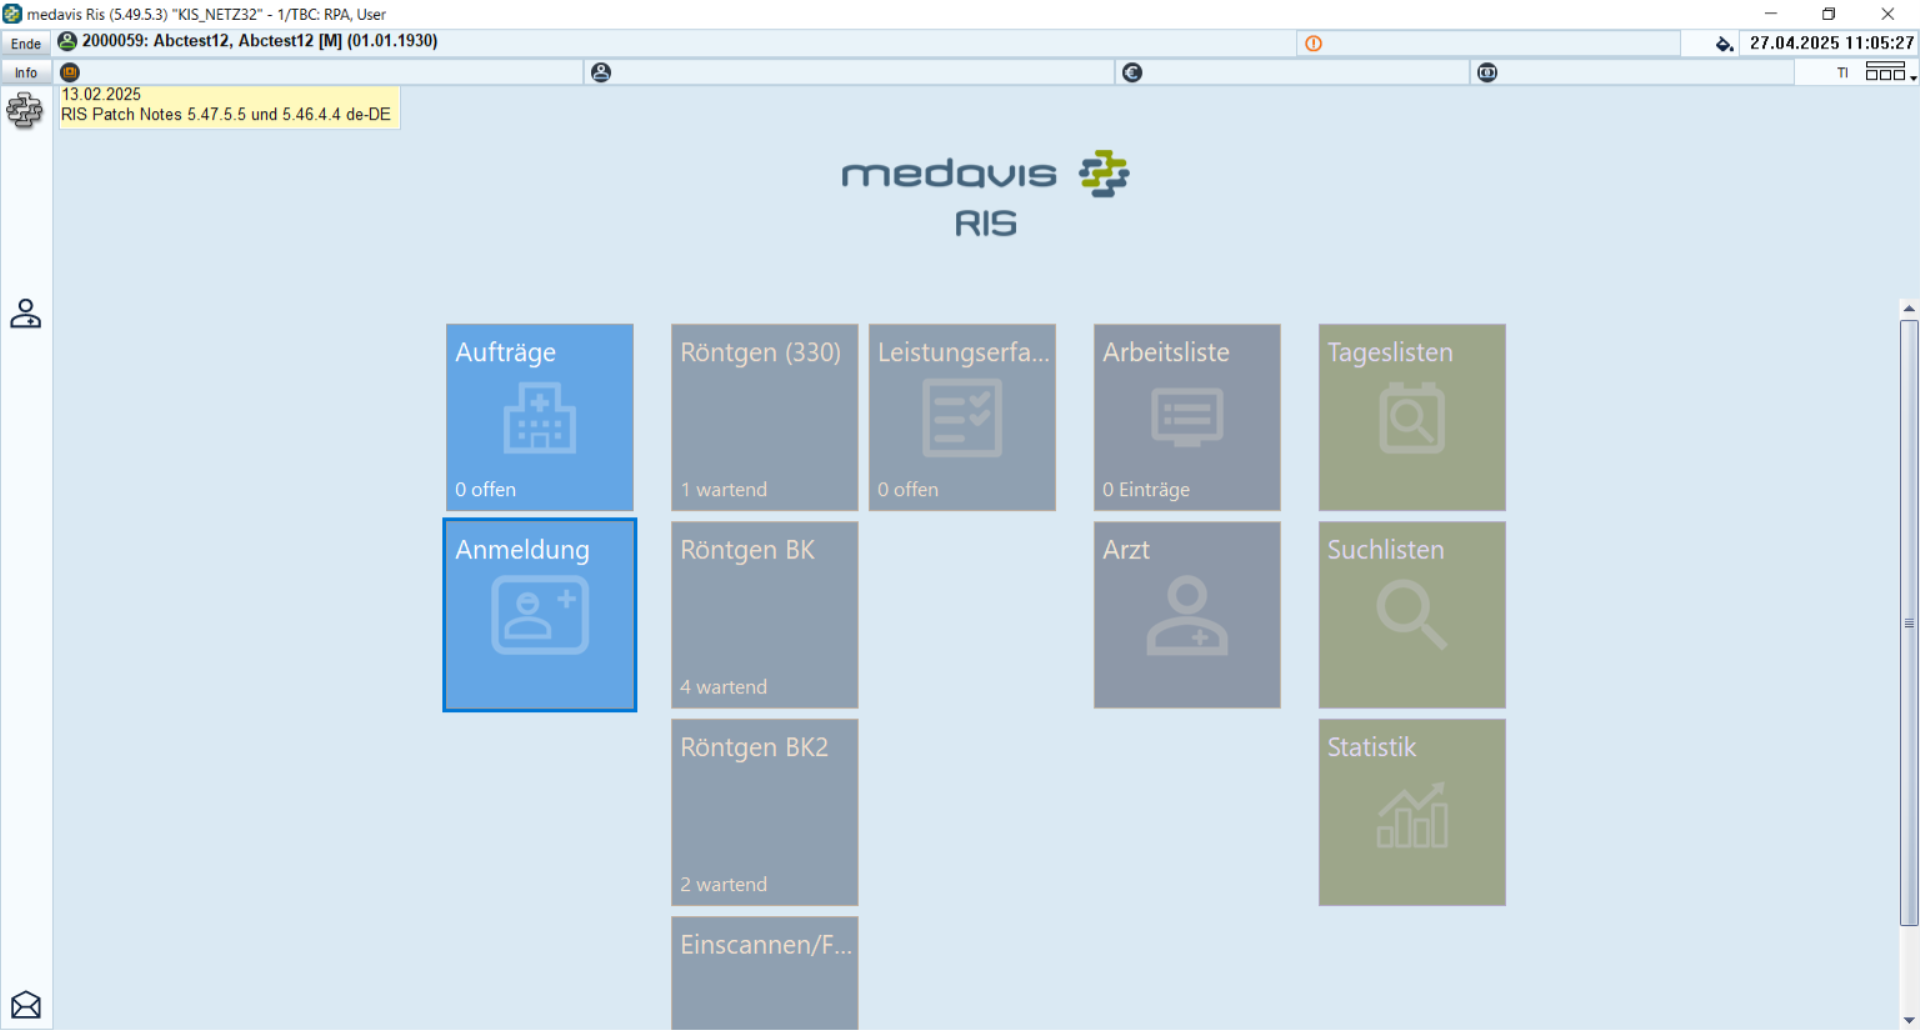 medavis Ris (5.49.5.3) "KIS_NETZ32" - 1/TBC: RPA, User
Ende
2000059: Abctest12, Abctest12 [M] (01.01.1930)
27.04.2025 11:05:27
Info
TI
13.02.2025
RIS Patch Notes 5.47.5.5 und 5.46.4.4 de-DE
medavis
RIS
Aufträge
0 offen
Röntgen (330)
1 wartend
Leistungserfa...
0 offen
Arbeitsliste
0 Einträge
Tageslisten
Anmeldung
Röntgen BK
4 wartend
Arzt
Suchlisten
Röntgen BK2
2 wartend
Statistik
Einscannen/F...